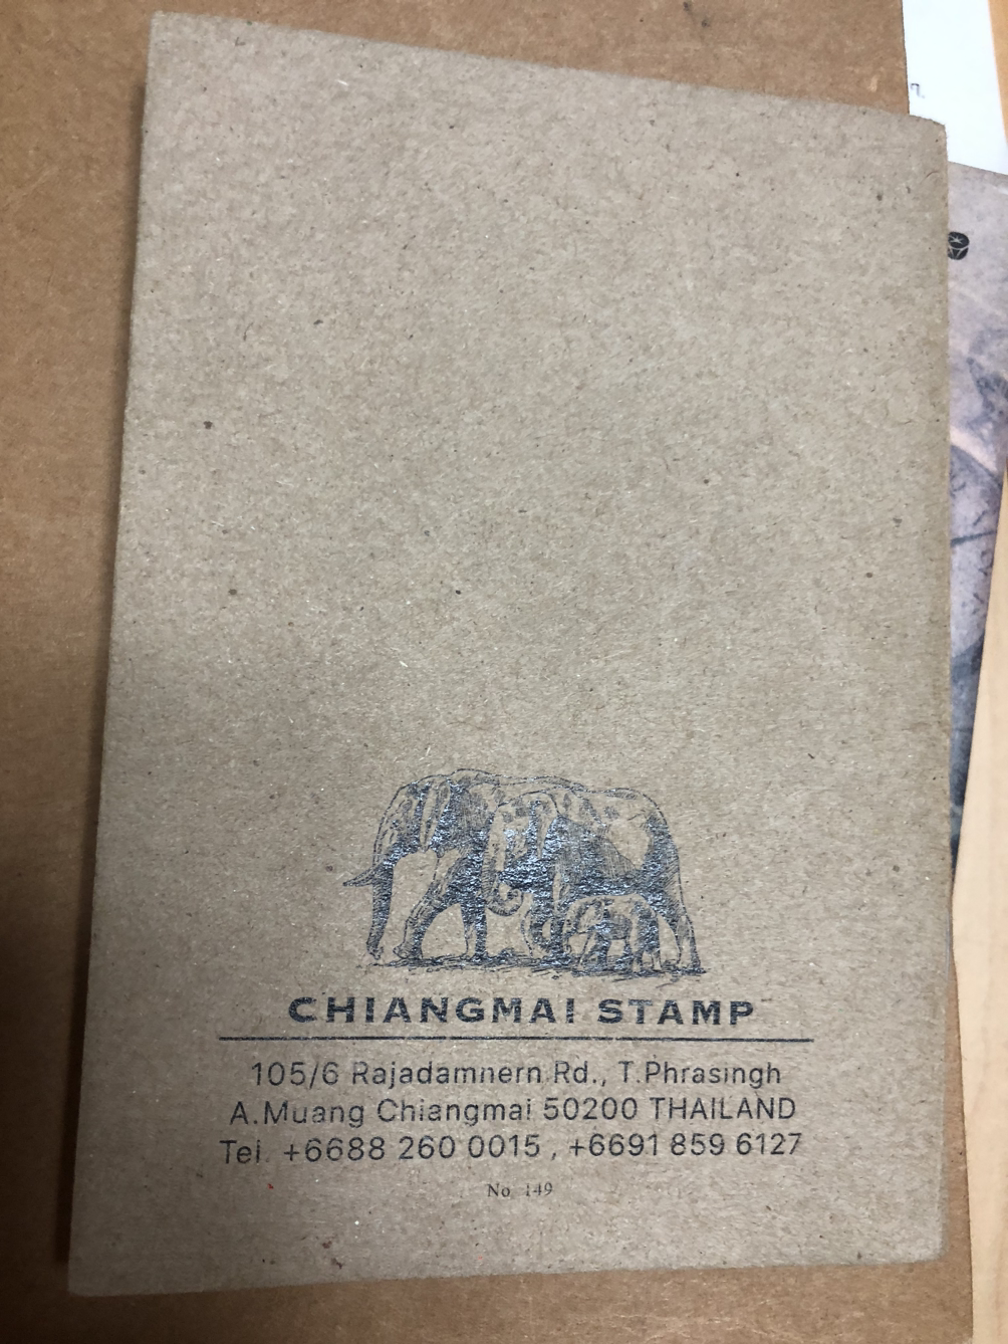 CHIANGMAI STAMP
105/6 Rajadamnern Rd., T.Phrasingh
A.Muang Chiangmai 50200 THAILAND
Tel. +6688 260 0015 , +6691 859 6127
No. 149